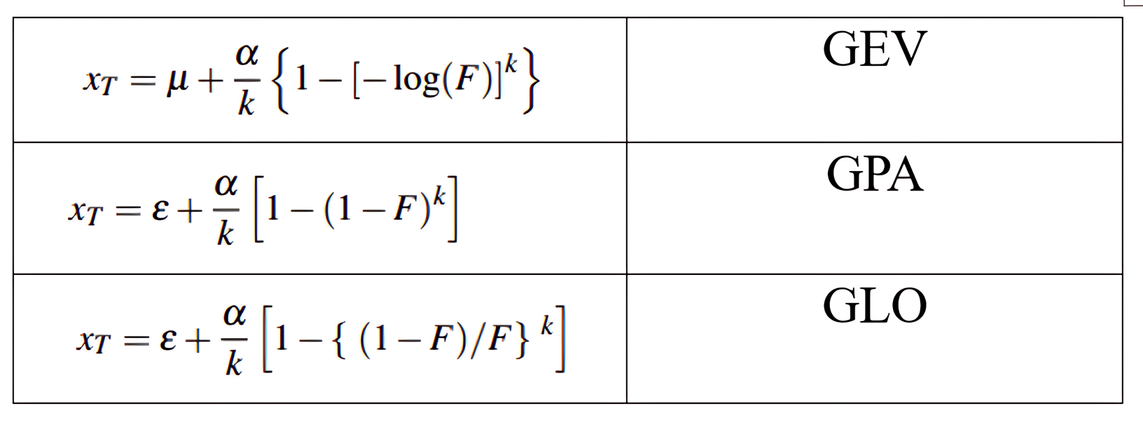 x_T = μ + α/k {1 − [− log(F)]^k}
GEV
x_T = ε + α/k [1 − (1 − F)^k]
GPA
x_T = ε + α/k [1 − { (1 − F)/F} ^k]
GLO